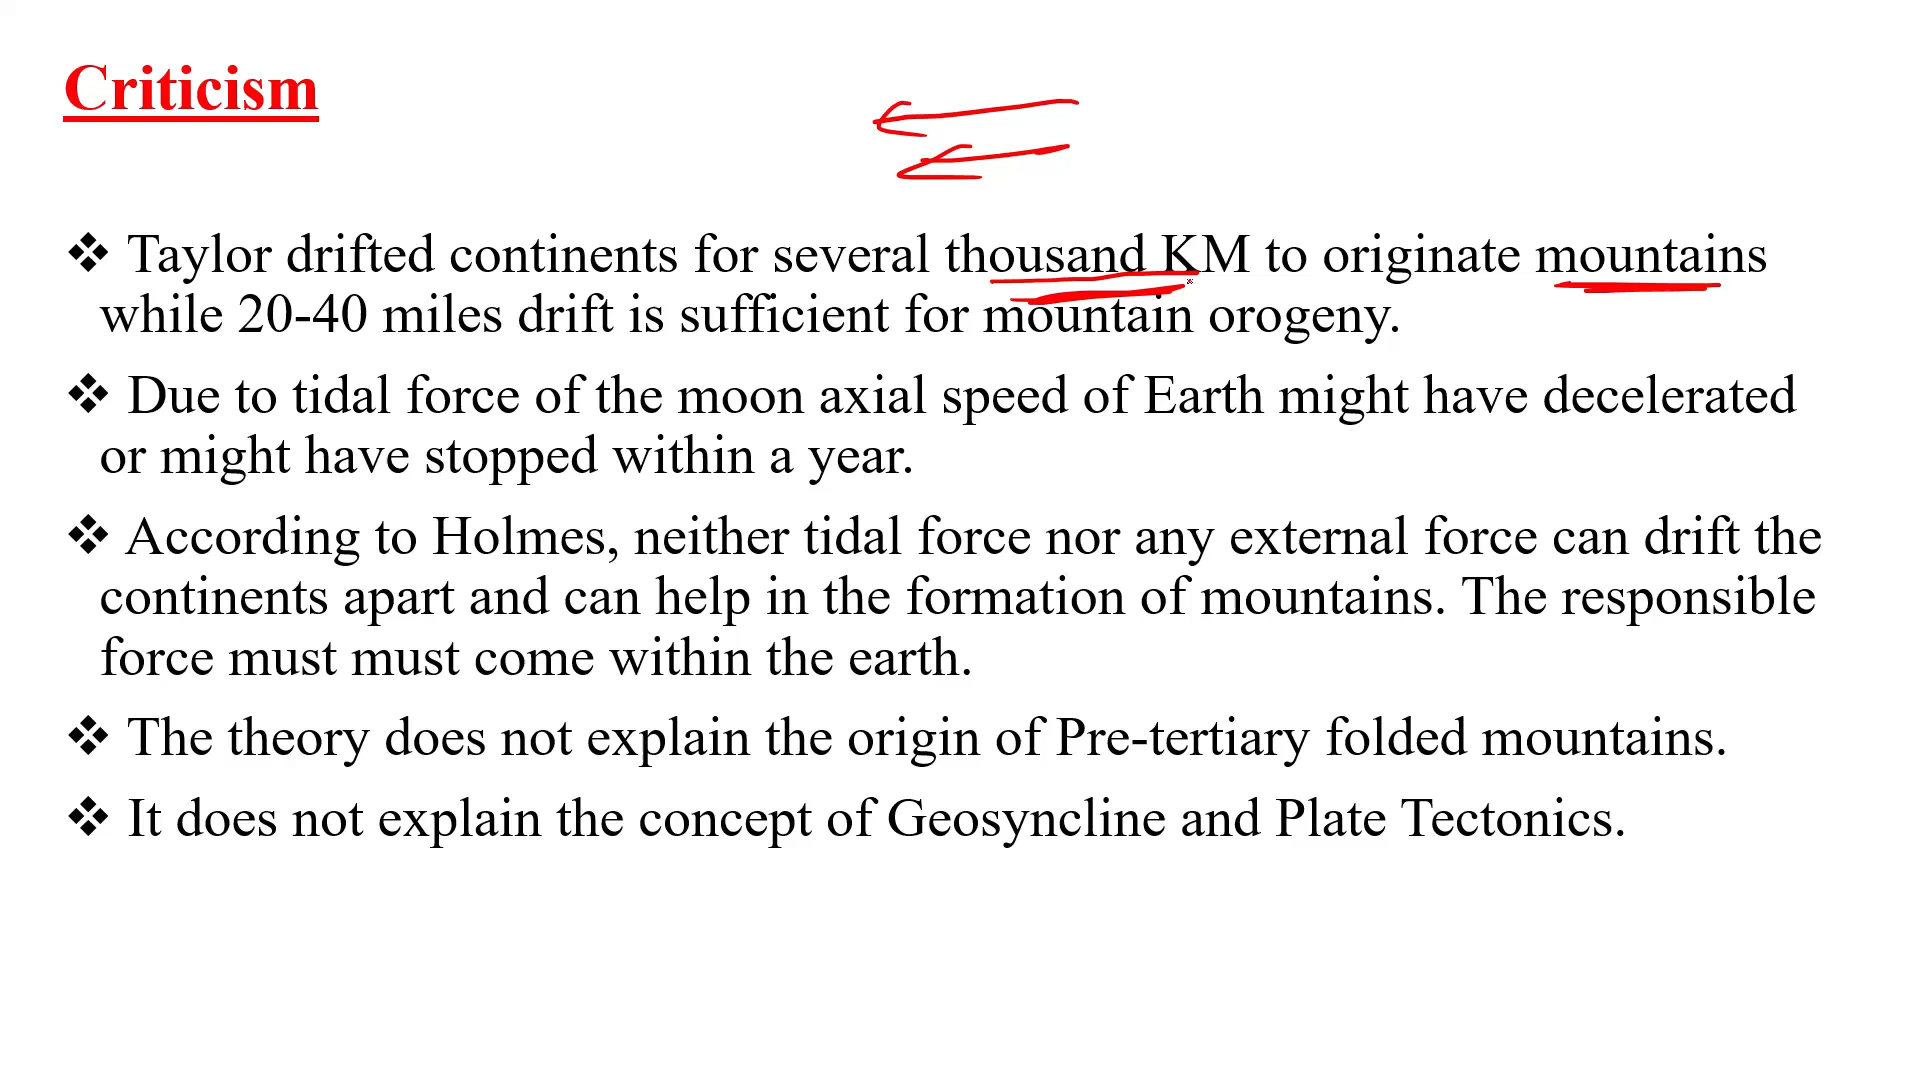 Criticism
❖ Taylor drifted continents for several thousand KM to originate mountains
while 20-40 miles drift is sufficient for mountain orogeny.
❖ Due to tidal force of the moon axial speed of Earth might have decelerated
or might have stopped within a year.
❖ According to Holmes, neither tidal force nor any external force can drift the
continents apart and can help in the formation of mountains. The responsible
force must must come within the earth.
❖ The theory does not explain the origin of Pre-tertiary folded mountains.
❖ It does not explain the concept of Geosyncline and Plate Tectonics.